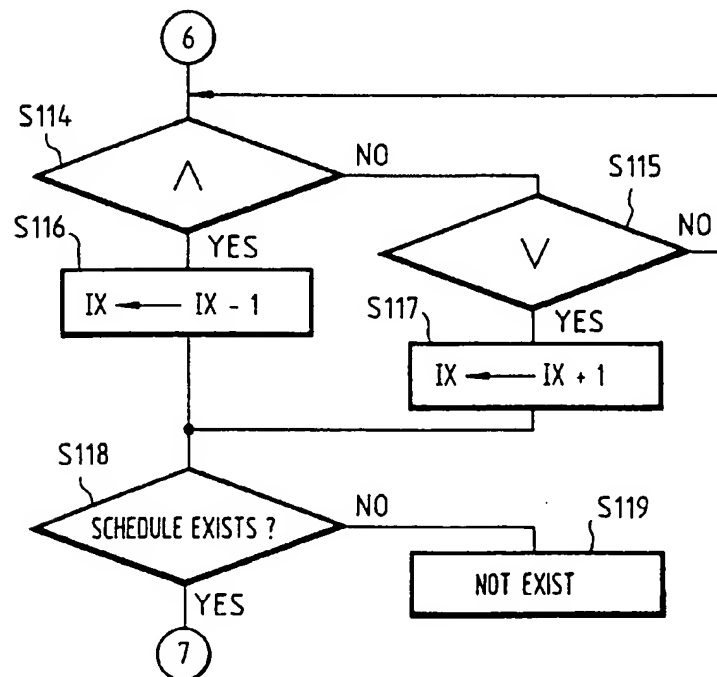 6
S114
∧
NO
S115
∨
NO
S116
YES
IX ← IX - 1
S117
YES
IX ← IX + 1
S118
SCHEDULE EXISTS ?
NO
S119
NOT EXIST
YES
7